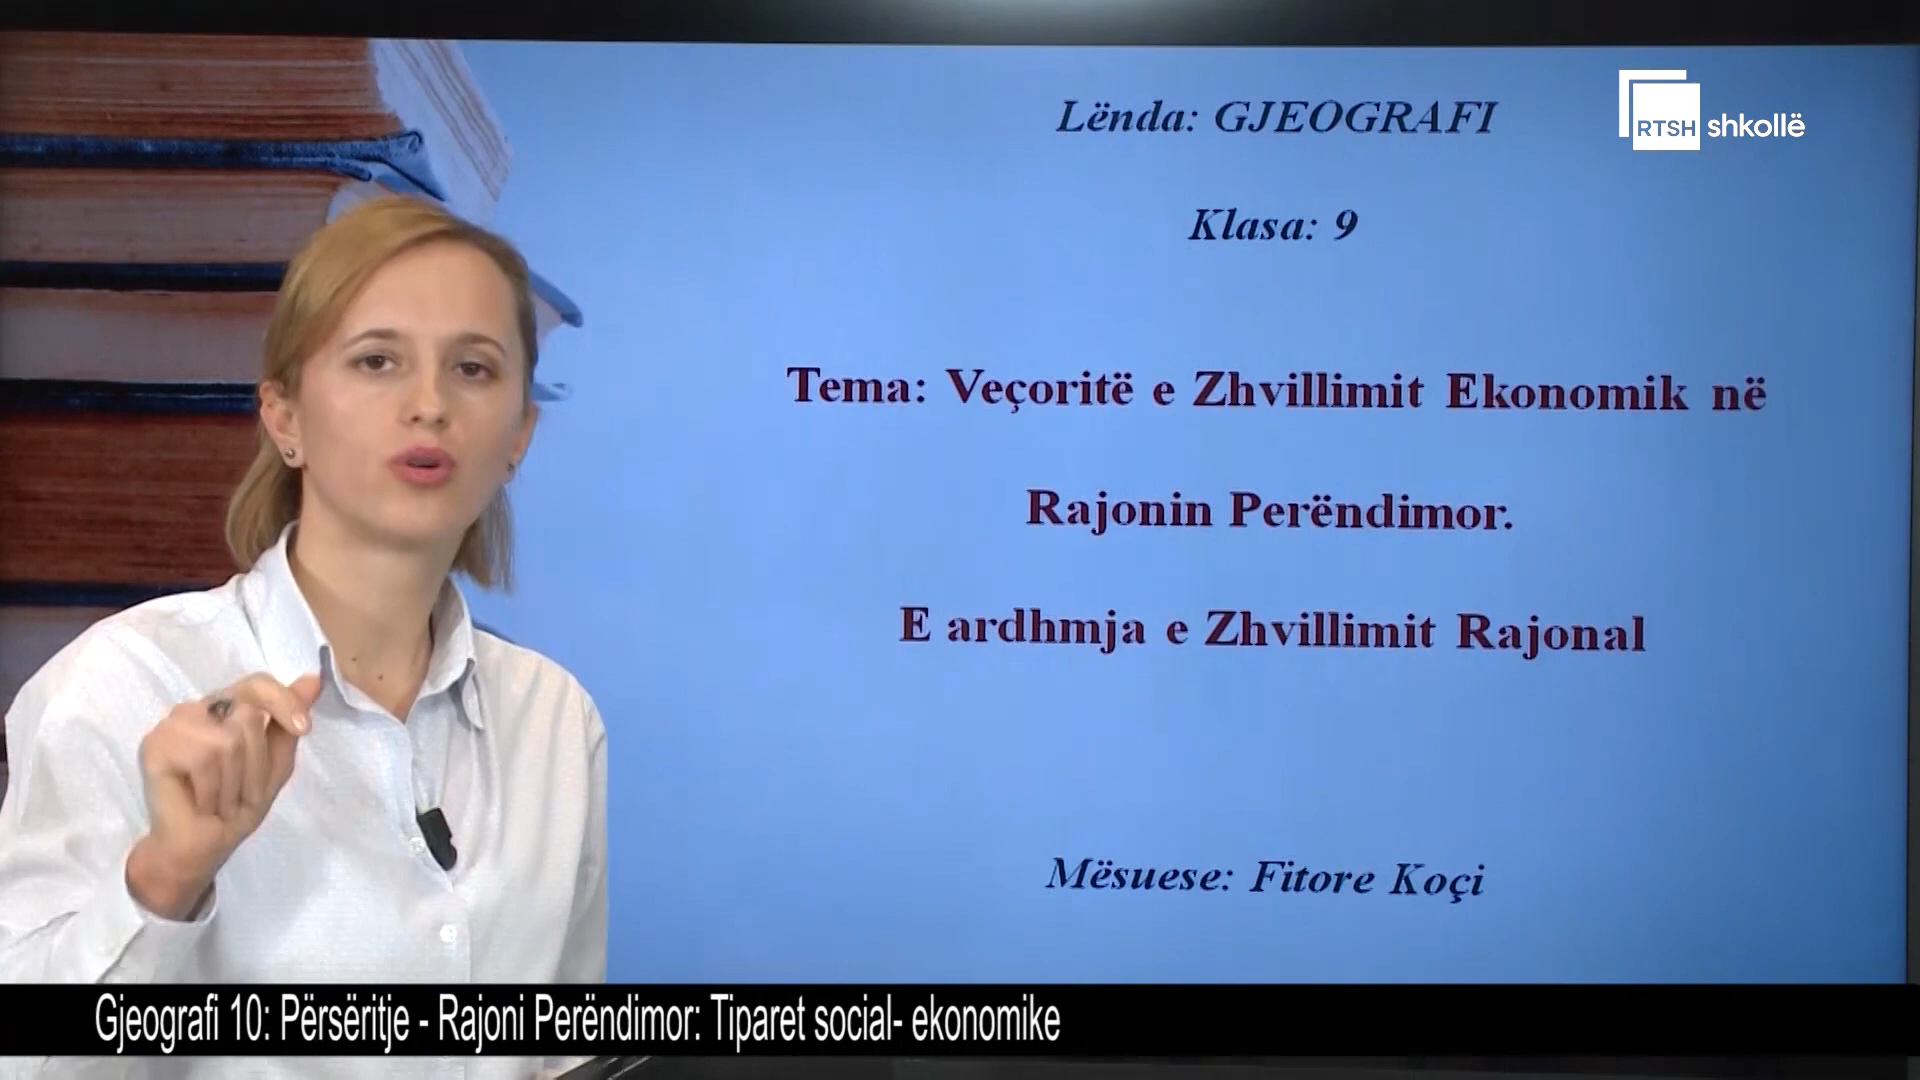 Lënda: GJEOGRAFI
RTSH shkollë
Klasa: 9
Tema: Veçoritë e Zhvillimit Ekonomik në
Rajonin Perëndimor.
E ardhmja e Zhvillimit Rajonal
Mësuese: Fitore Koçi
Gjeografi 10: Përsëritje - Rajoni Perëndimor: Tiparet social- ekonomike